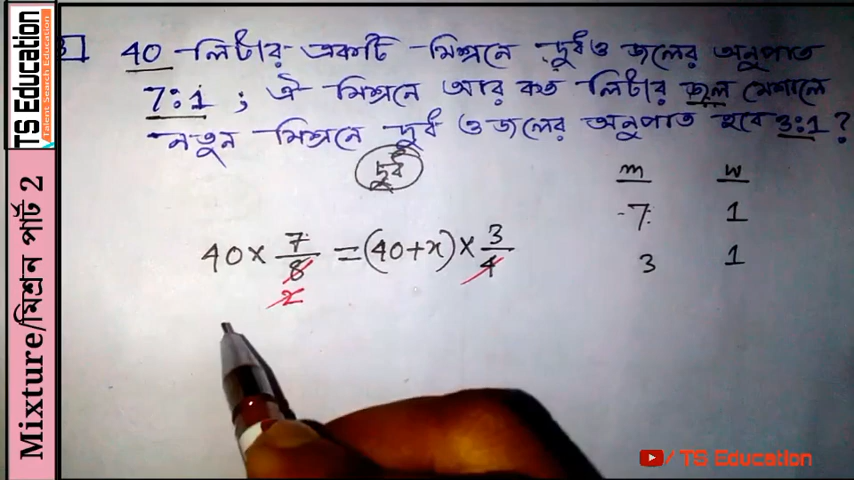 TS Education
Talent Search Education
Mixture/মিশ্রন পার্ট 2
3] 40 লিটার একটি মিশ্রনে দুধ ও জলের অনুপাত
7:1 ; ঐ মিশ্রনে আর কত লিটার জল মেশালে
নতুন মিশ্রনে দুধ ও জলের অনুপাত হবে 3:1?
দুধ
m w
7 1
3 1
40 × 7/8 = (40+x) × 3/4
2
/ TS Education